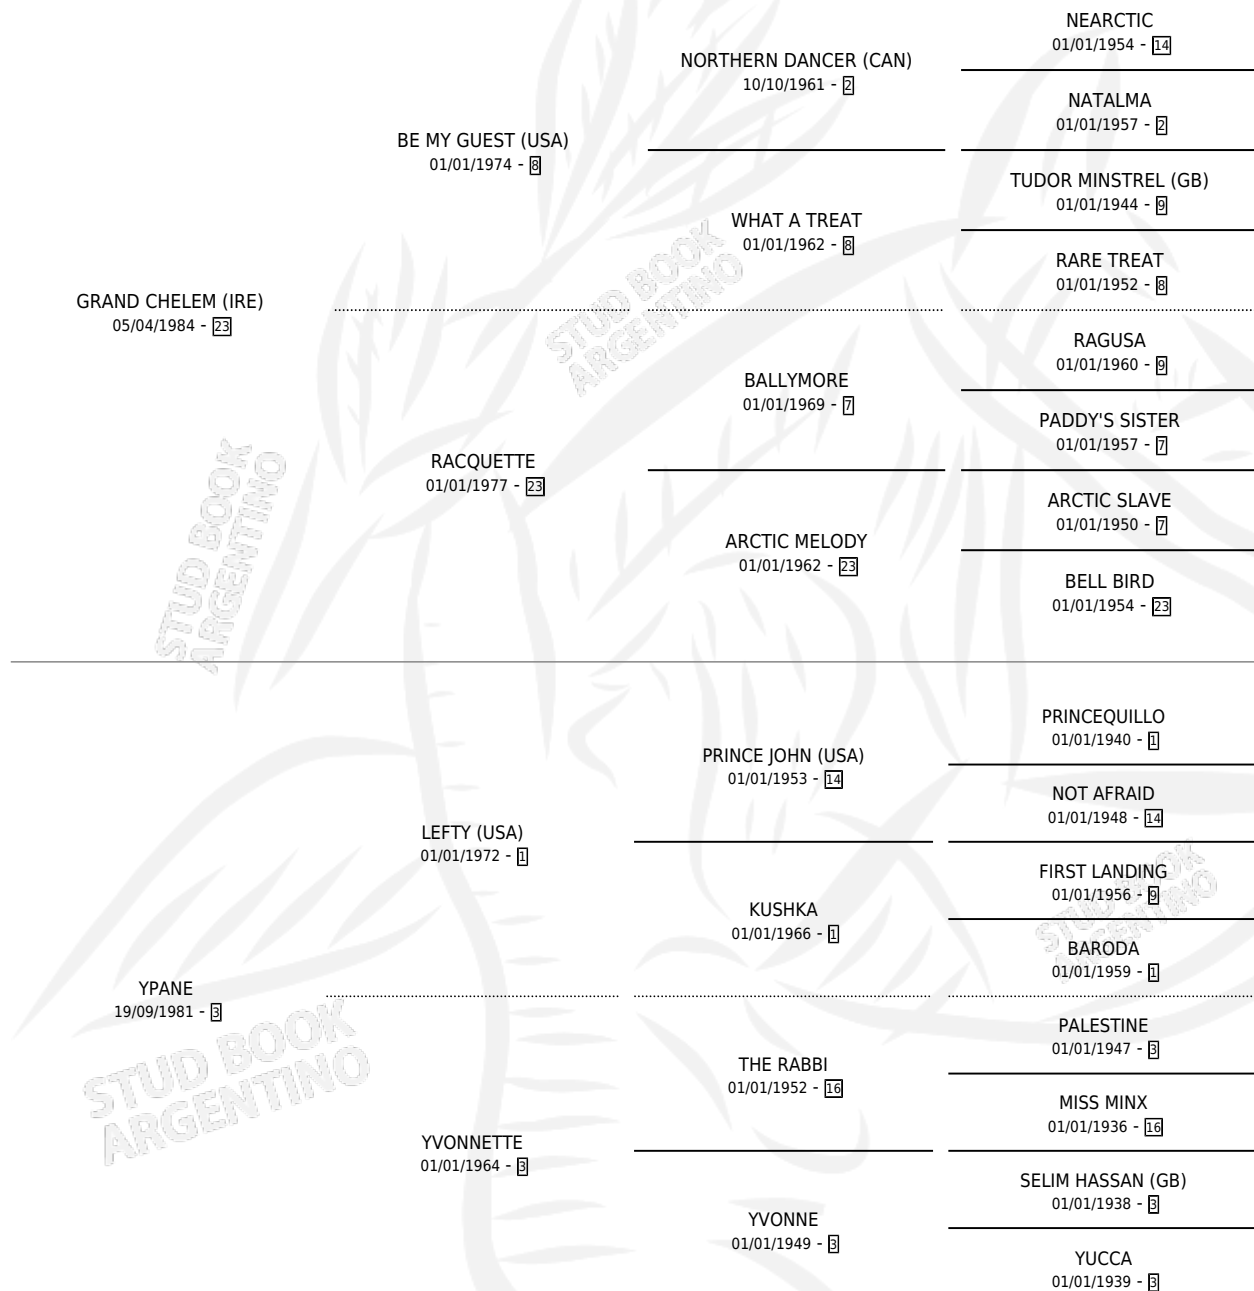 NEARCTIC
01/01/1954 - 14
NORTHERN DANCER (CAN)
10/10/1961 - 2
NATALMA
01/01/1957 - 2
BE MY GUEST (USA)
01/01/1974 - 8
TUDOR MINSTREL (GB)
01/01/1944 - 9
WHAT A TREAT
01/01/1962 - 8
RARE TREAT
01/01/1952 - 8
GRAND CHELEM (IRE)
05/04/1984 - 23
STUD BOOK
ARGENTINO
RAGUSA
01/01/1960 - 9
BALLYMORE
01/01/1969 - 7
PADDY'S SISTER
01/01/1957 - 7
RACQUETTE
01/01/1977 - 23
ARCTIC SLAVE
01/01/1950 - 7
ARCTIC MELODY
01/01/1962 - 23
BELL BIRD
01/01/1954 - 23
STUD BOOK
ARGENTINO
PRINCEQUILLO
01/01/1940 - 1
PRINCE JOHN (USA)
01/01/1953 - 14
NOT AFRAID
01/01/1948 - 14
LEFTY (USA)
01/01/1972 - 1
FIRST LANDING
01/01/1956 - 9
KUSHKA
01/01/1966 - 1
STUD BOOK
ARGENTINO
BARODA
01/01/1959 - 1
YPANE
19/09/1981 - 3
STUD BOOK
ARGENTINO
PALESTINE
01/01/1947 - 3
THE RABBI
01/01/1952 - 16
MISS MINX
01/01/1936 - 16
YVONNETTE
01/01/1964 - 3
SELIM HASSAN (GB)
01/01/1938 - 3
YVONNE
01/01/1949 - 3
YUCCA
01/01/1939 - 3